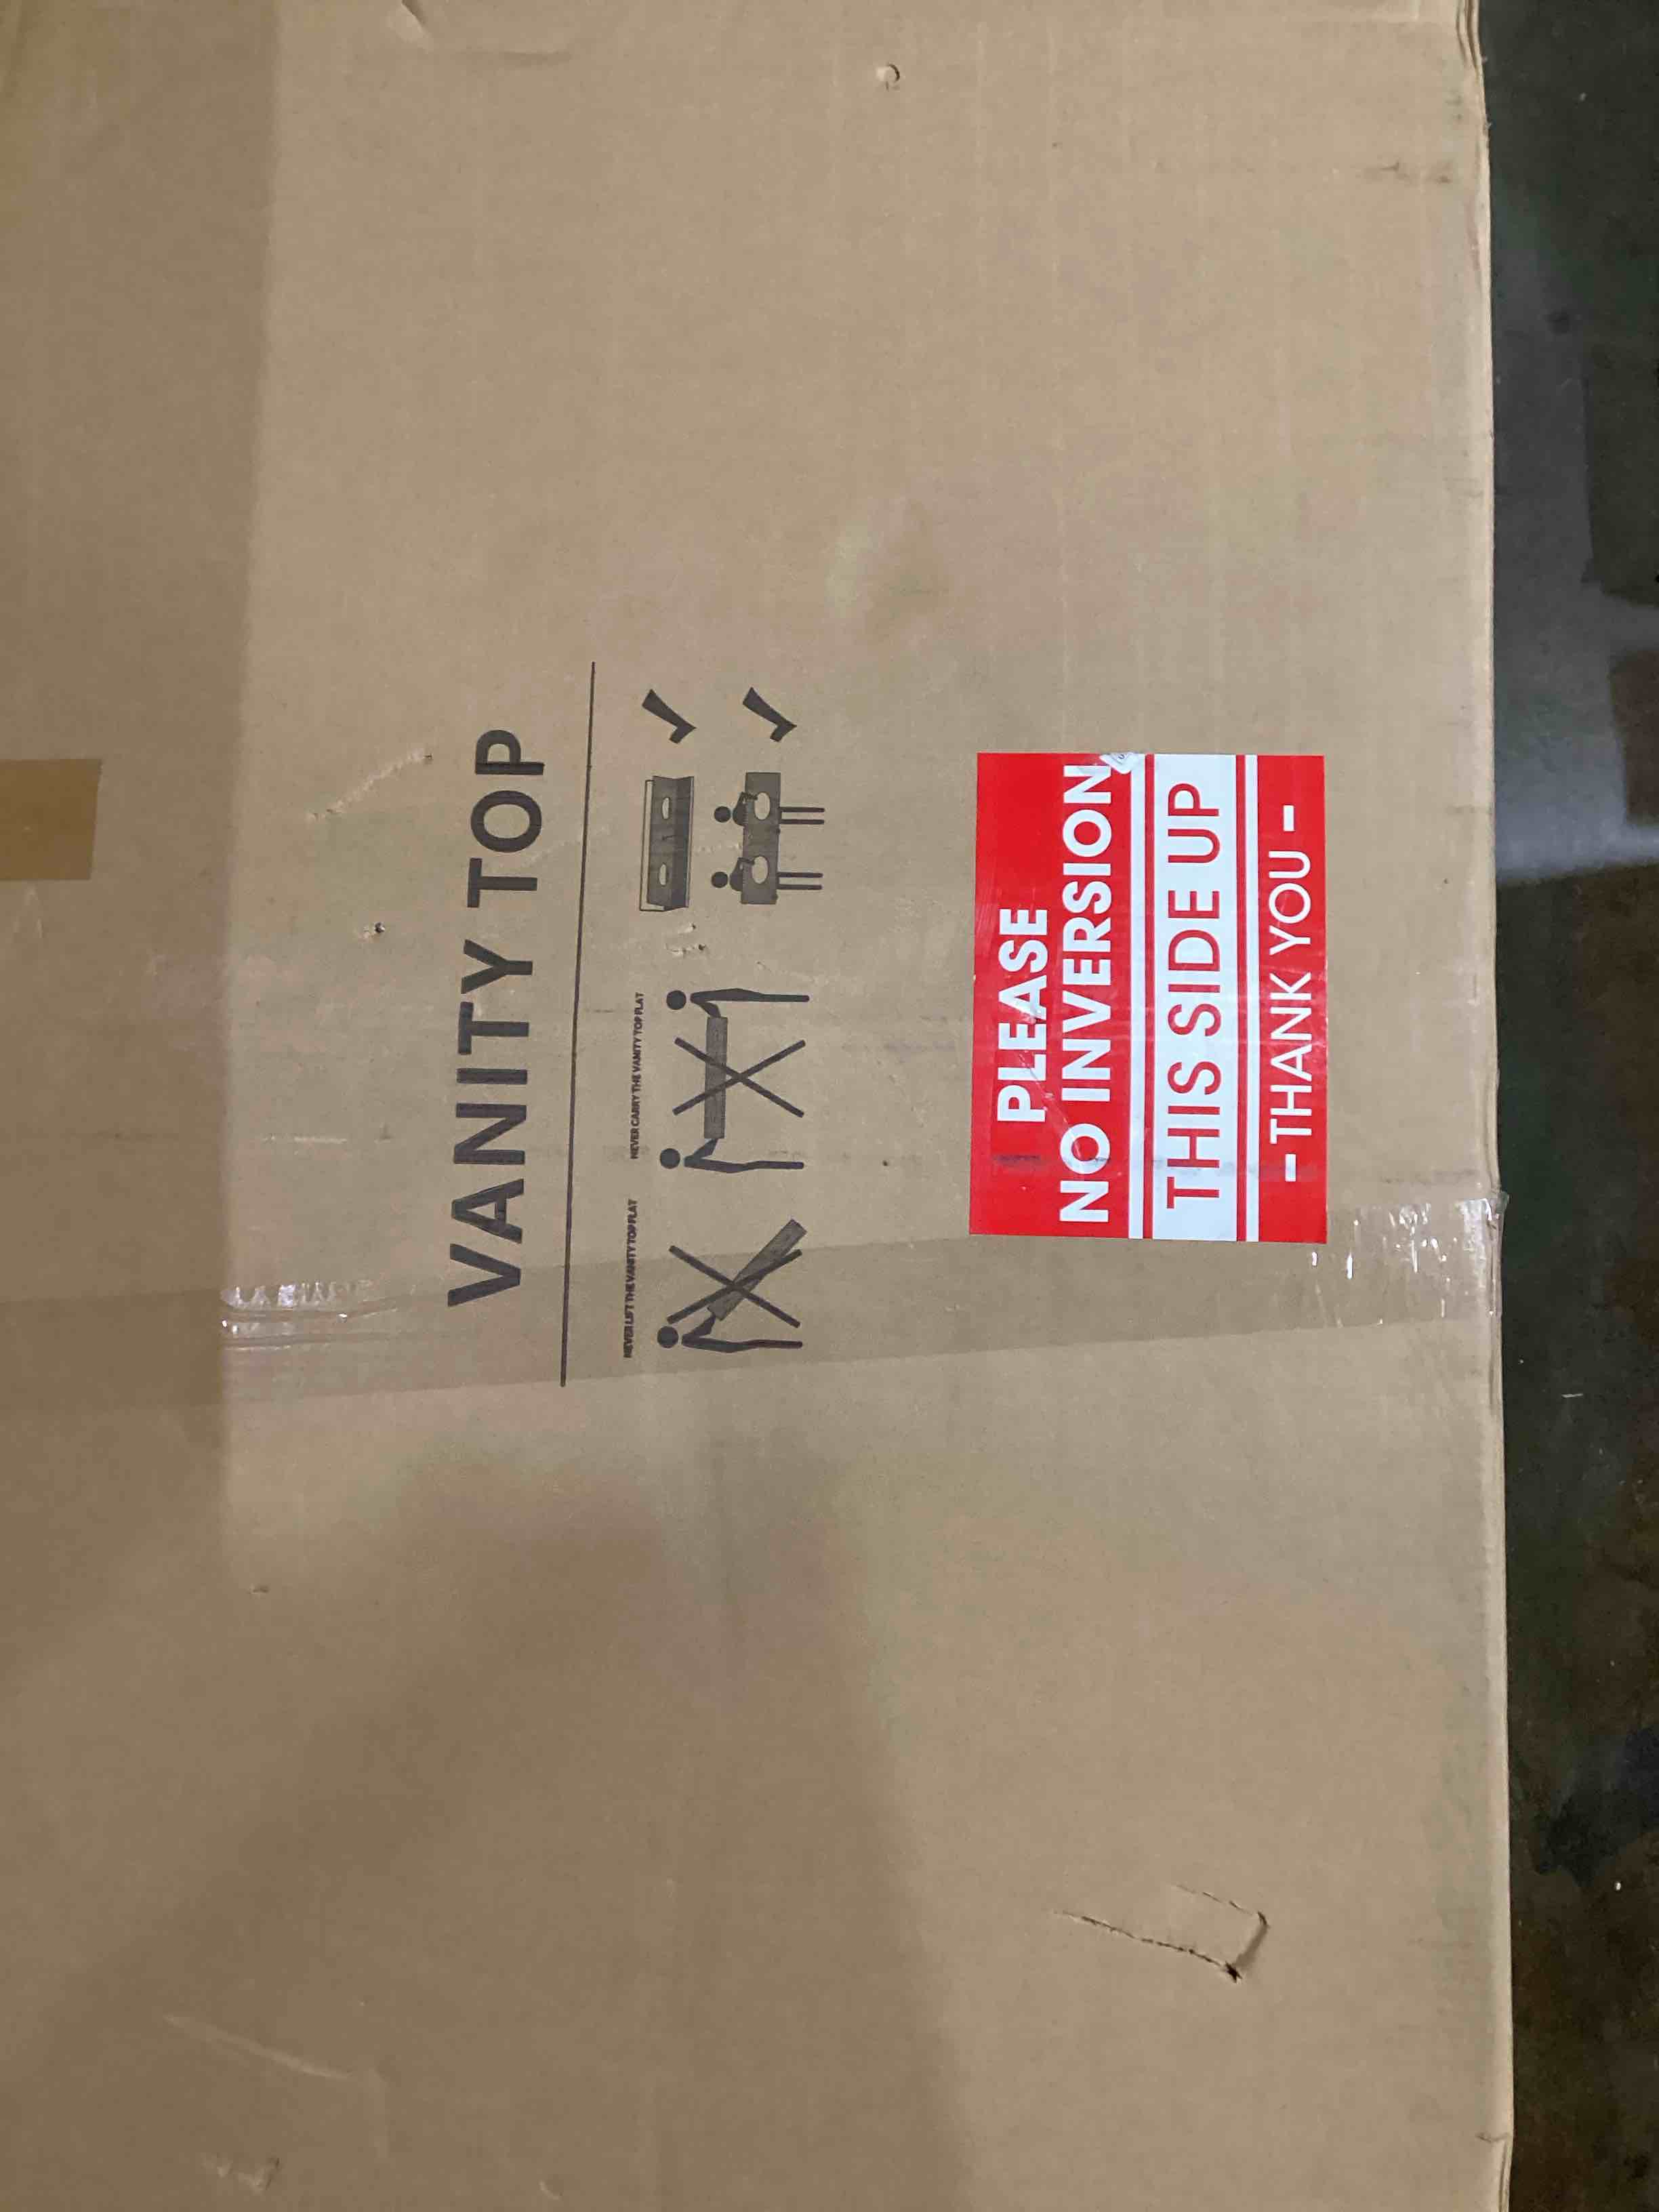 VANITY TOP
NEVER LIFT THE VANITY TOP FLAT
NEVER CARRY THE VANITY TOP FLAT
PLEASE
NO INVERSION
THIS SIDE UP
- THANK YOU -